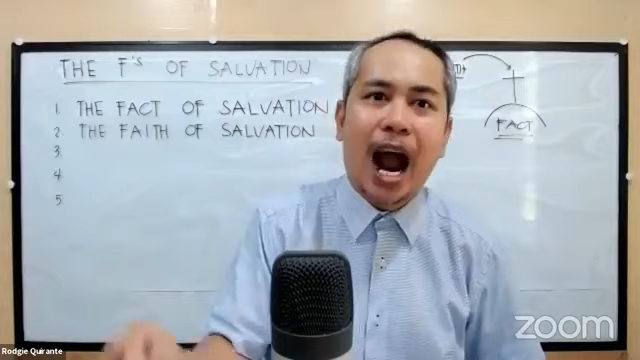 THE F'S OF SALVATION
1. THE FACT OF SALVATION
2. THE FAITH OF SALVATION
3.
4
5
FACT
Rodgie Quirante
zoom